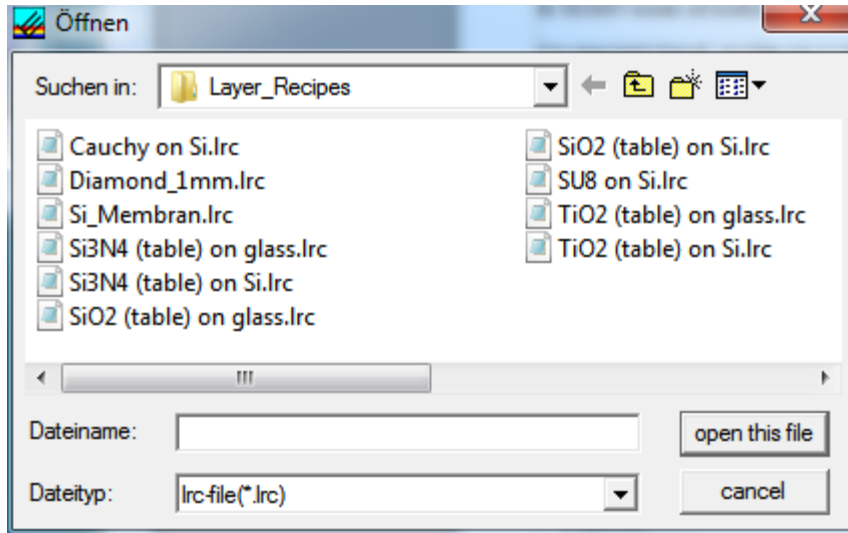 Öffnen
Suchen in: Layer_Recipes
Cauchy on Si.lrc
Diamond_1mm.lrc
Si_Membran.lrc
Si3N4 (table) on glass.lrc
Si3N4 (table) on Si.lrc
SiO2 (table) on glass.lrc
SiO2 (table) on Si.lrc
SU8 on Si.lrc
TiO2 (table) on glass.lrc
TiO2 (table) on Si.lrc
Dateiname: open this file
Dateityp: lrc-file(*.lrc) cancel